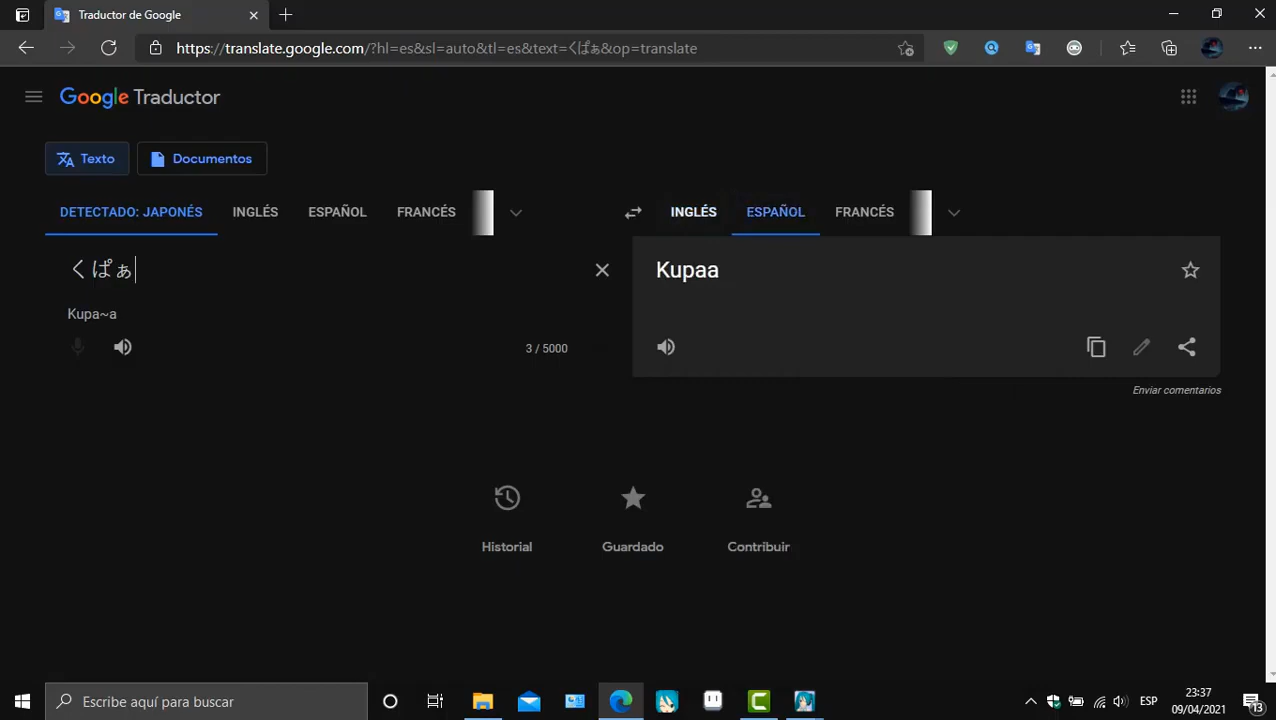 Traductor de Google
https://translate.google.com/?hl=es&sl=auto&tl=es&text=くぱぁ&op=translate
Google Traductor
Texto
Documentos
DETECTADO: JAPONÉS INGLÉS ESPAÑOL FRANCÉS
INGLÉS ESPAÑOL FRANCÉS
くぱぁ
Kupa~a
3 / 5000
Kupaa
Enviar comentarios
Historial
Guardado
Contribuir
Escribe aquí para buscar
ESP
23:37
09/04/2021
13